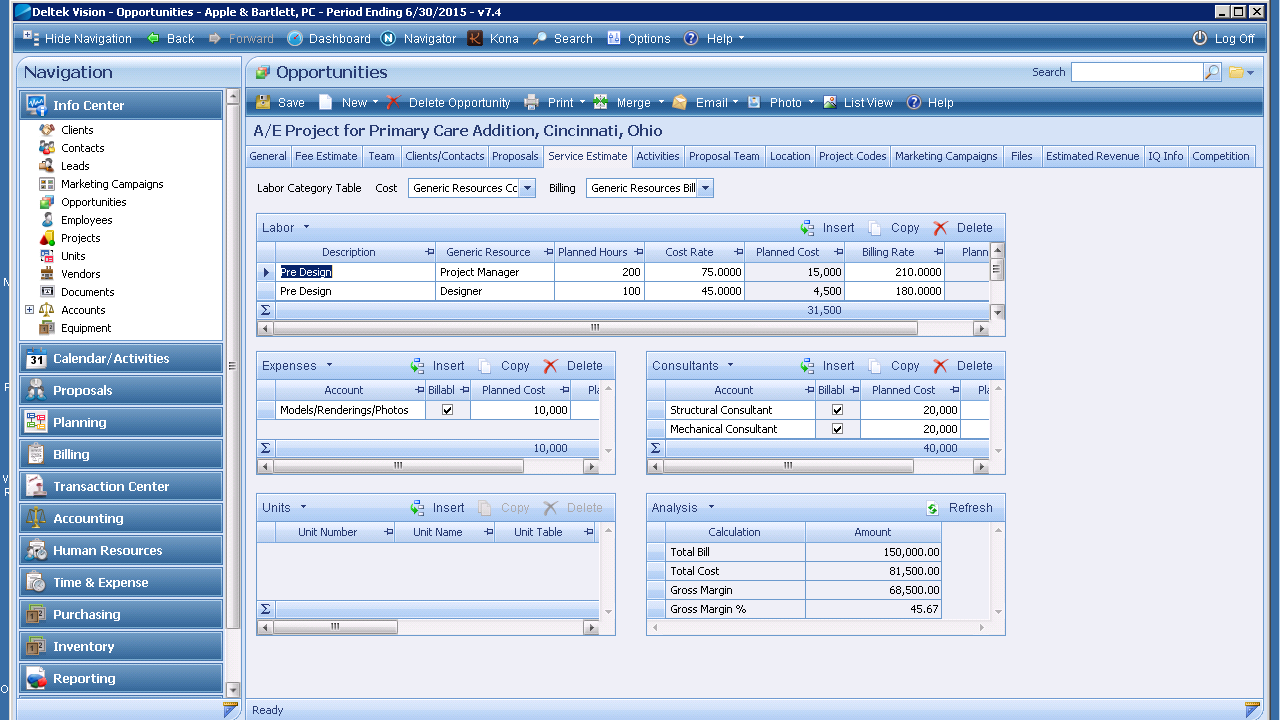 Deltek Vision - Opportunities - Apple & Bartlett, PC - Period Ending 6/30/2015 - v7.4
Hide Navigation Back Forward Dashboard Navigator Kona Search Options Help Log Off
Navigation
Opportunities
Search
Info Center
Clients
Contacts
Leads
Marketing Campaigns
Opportunities
Employees
Projects
Units
Vendors
Documents
Accounts
Equipment
31 Calendar/Activities
Proposals
Planning
Billing
Transaction Center
Accounting
Human Resources
Time & Expense
Purchasing
Inventory
Reporting
Save New Delete Opportunity Print Merge Email Photo List View Help
A/E Project for Primary Care Addition, Cincinnati, Ohio
General Fee Estimate Team Clients/Contacts Proposals Service Estimate Activities Proposal Team Location Project Codes Marketing Campaigns Files Estimated Revenue IQ Info Competition
Labor Category Table Cost Generic Resources Cc Billing Generic Resources Bill
Labor Insert Copy Delete
Description Generic Resource Planned Hours Cost Rate Planned Cost Billing Rate Plann
Pre Design Project Manager 200 75.0000 15,000 210.0000
Pre Design Designer 100 45.0000 4,500 180.0000
Σ 31,500
Expenses Insert Copy Delete
Account Billabl Planned Cost Pla
Models/Renderings/Photos 10,000
Σ 10,000
Consultants Insert Copy Delete
Account Billabl Planned Cost Pla
Structural Consultant 20,000
Mechanical Consultant 20,000
Σ 40,000
Units Insert Copy Delete
Unit Number Unit Name Unit Table
Σ
Analysis Refresh
Calculation Amount
Total Bill 150,000.00
Total Cost 81,500.00
Gross Margin 68,500.00
Gross Margin % 45.67
Ready